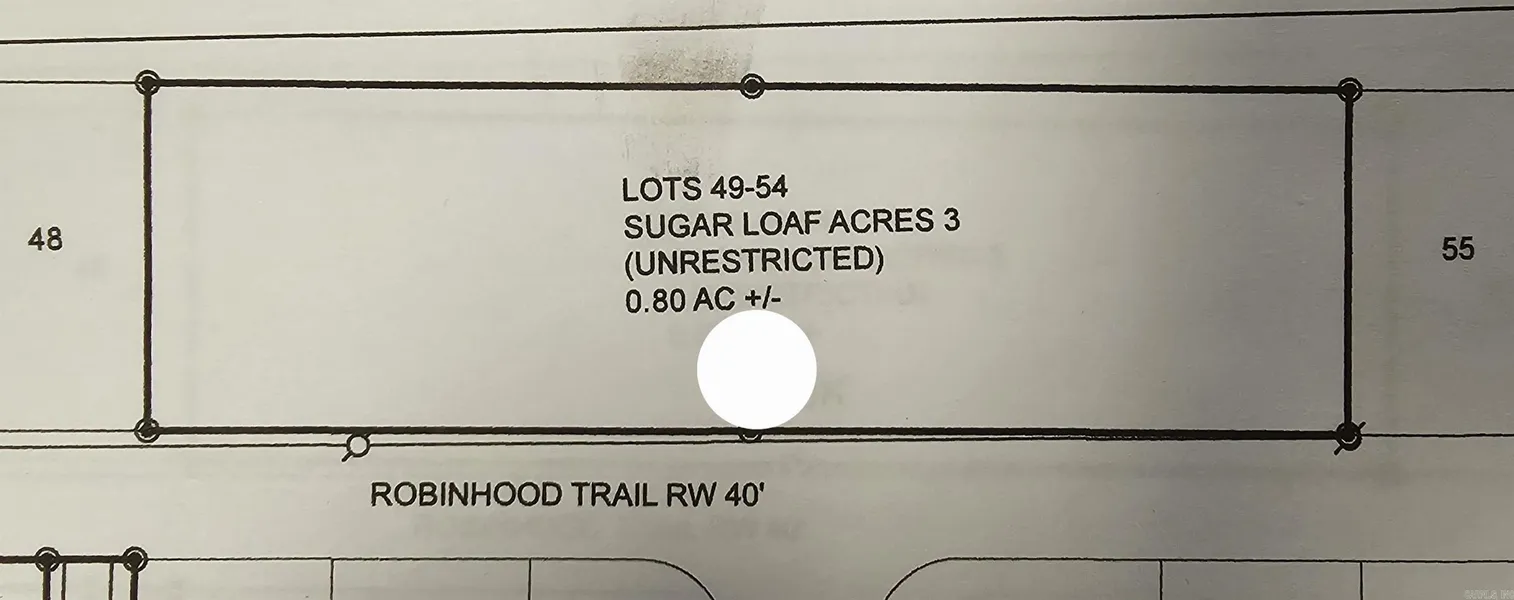 LOTS 49-54
SUGAR LOAF ACRES 3
(UNRESTRICTED)
0.80 AC +/-
48
55
ROBINHOOD TRAIL RW 40'